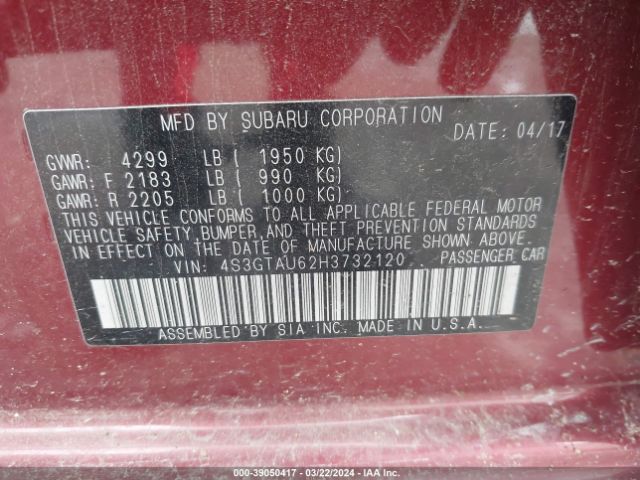 MFD BY SUBARU CORPORATION
DATE: 04/17
GVWR: 4299 LB ( 1950 KG)
GAWR: F 2183 LB ( 990 KG)
GAWR: R 2205 LB ( 1000 KG)
THIS VEHICLE CONFORMS TO ALL APPLICABLE FEDERAL MOTOR
VEHICLE SAFETY, BUMPER, AND THEFT PREVENTION STANDARDS
IN EFFECT ON THE DATE OF MANUFACTURE SHOWN ABOVE.
VIN: 4S3GTAU62H3732120 PASSENGER CAR
ASSEMBLED BY SIA INC. MADE IN U.S.A.
000-39050417 - 03/22/2024 - IAA Inc.